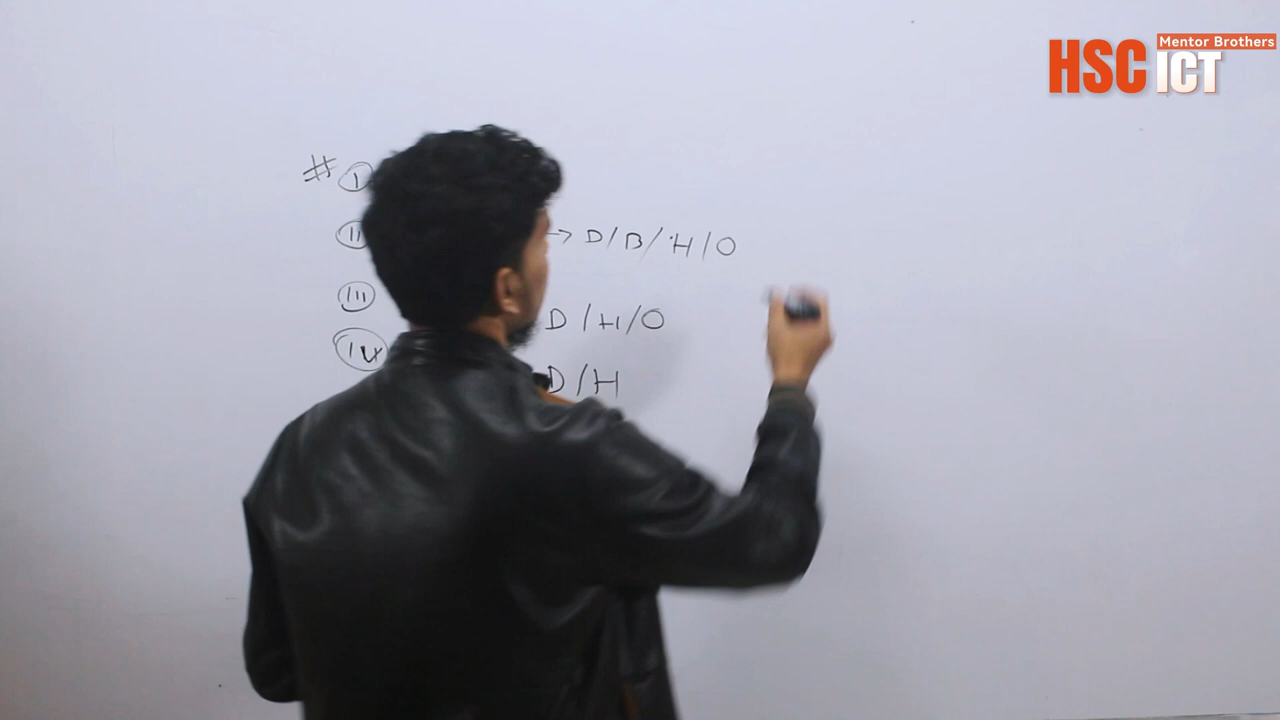 HSC Mentor Brothers
ICT
# i
ii → D/B/H/O
iii D/H/O
iv D/H